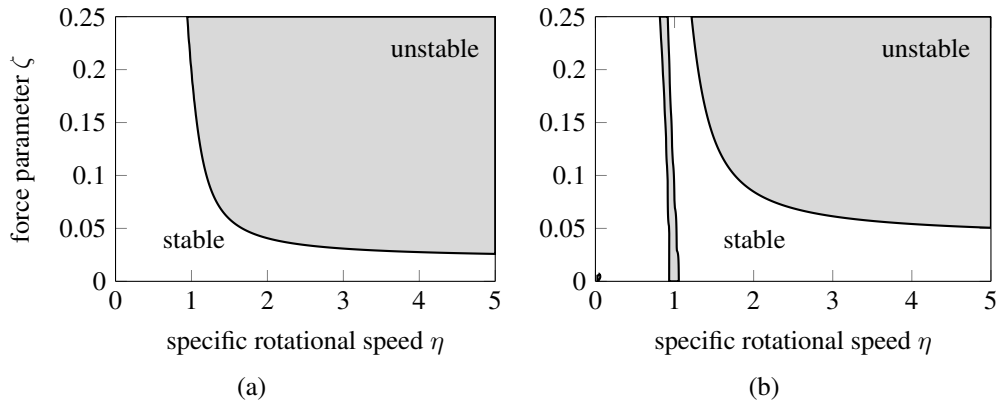 0.25
0.2
0.15
0.1
0.05
0
force parameter ζ
unstable
stable
0 1 2 3 4 5
specific rotational speed η
(a)
0.25
0.2
0.15
0.1
0.05
0
unstable
stable
0 1 2 3 4 5
specific rotational speed η
(b)